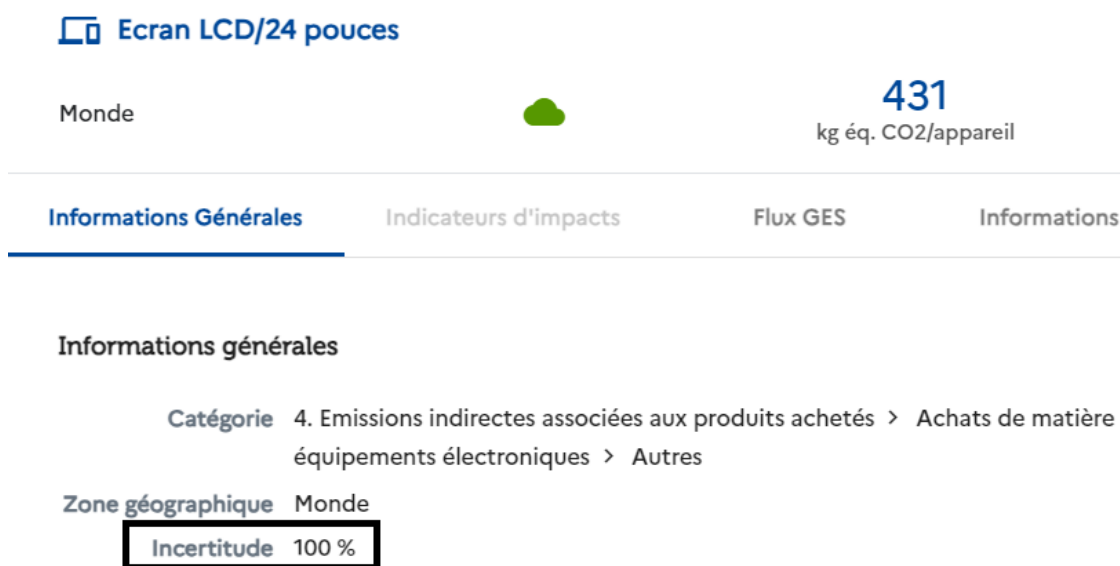 Ecran LCD/24 pouces
Monde
431
kg éq. CO2/appareil
Informations Générales Indicateurs d'impacts Flux GES Informations
Informations générales
Catégorie 4. Emissions indirectes associées aux produits achetés > Achats de matière
équipements électroniques > Autres
Zone géographique Monde
Incertitude 100 %